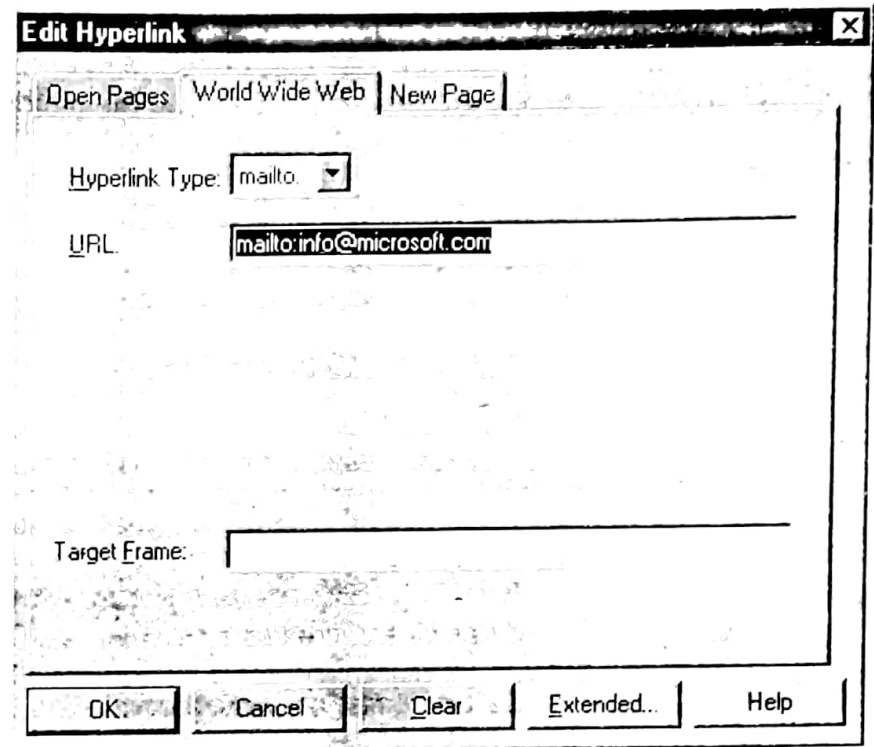 Edit Hyperlink
Open Pages World Wide Web New Page
Hyperlink Type: mailto:
URL:
mailto:info@microsoft.com
Target Frame:
OK Cancel Clear Extended... Help